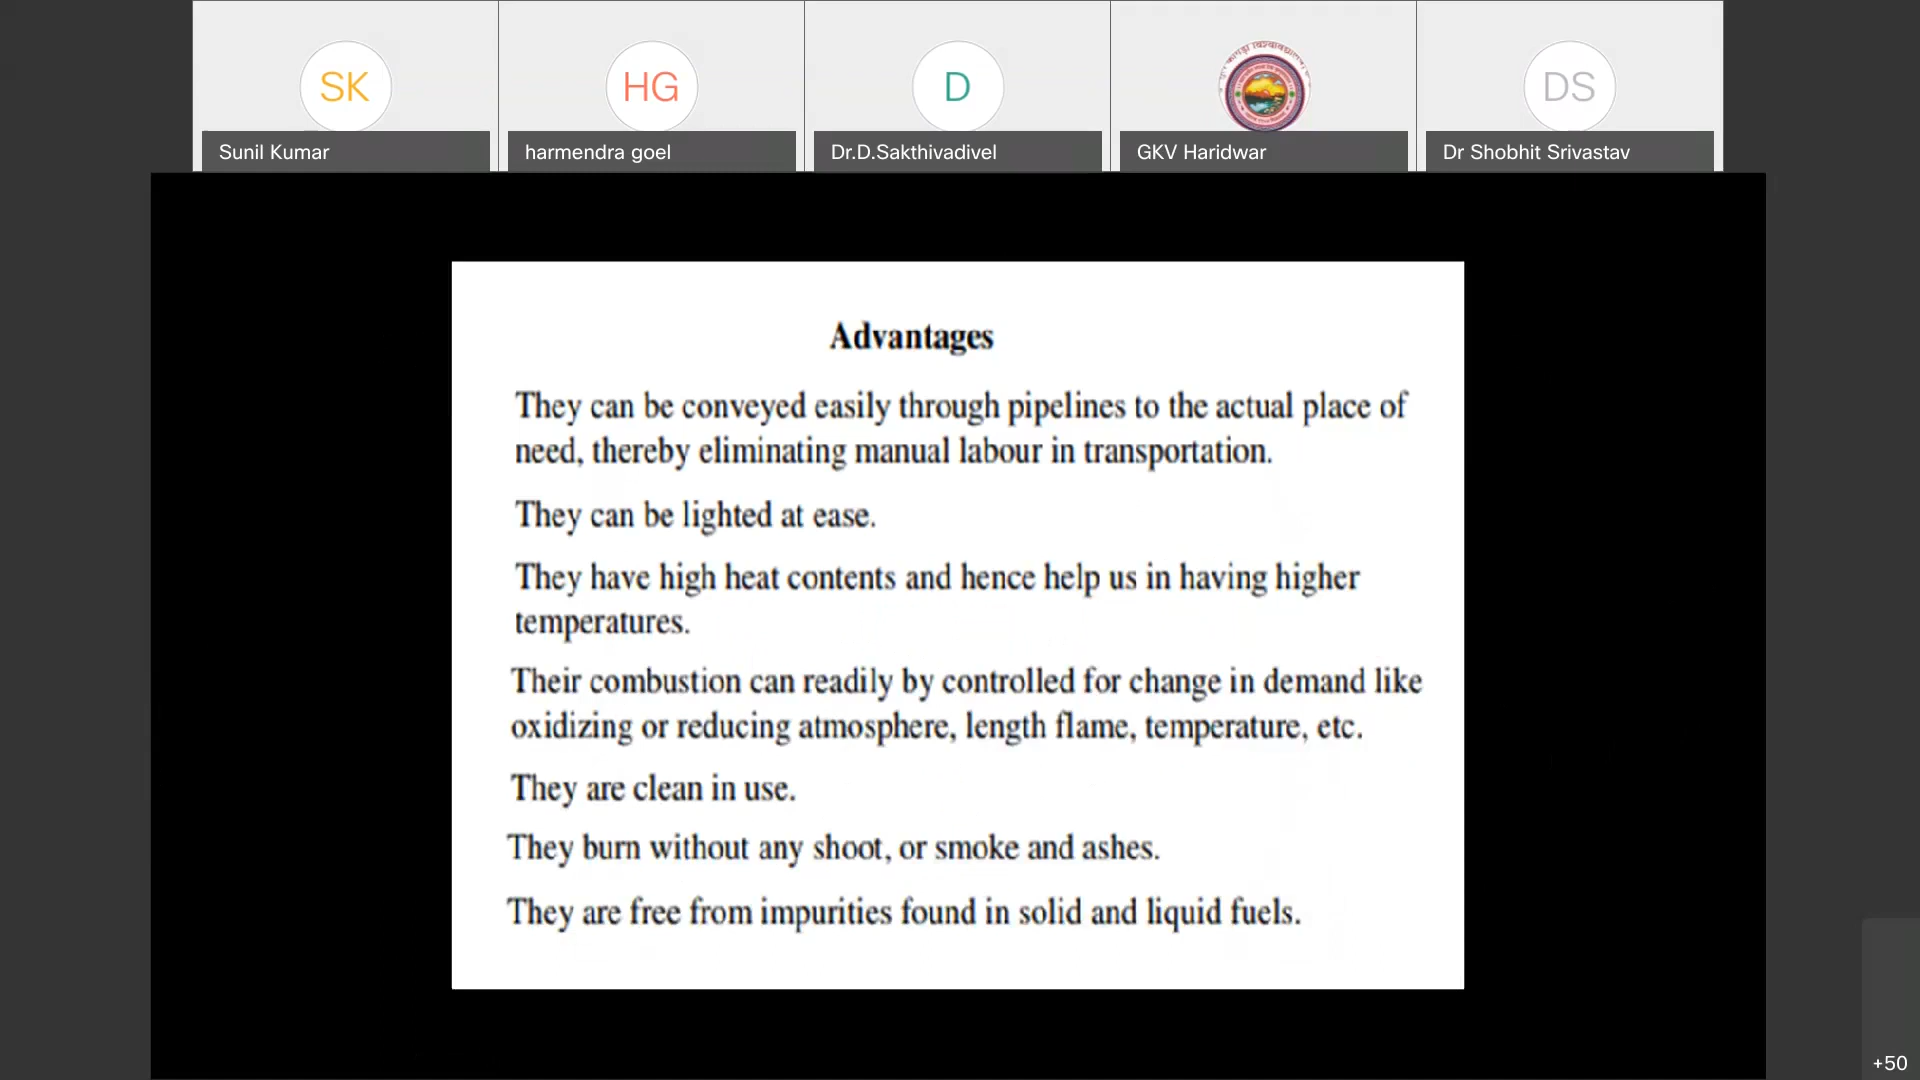 SK
HG
D
DS
Sunil Kumar
harmendra goel
Dr.D.Sakthivadivel
GKV Haridwar
Dr Shobhit Srivastav
Advantages
They can be conveyed easily through pipelines to the actual place of
need, thereby eliminating manual labour in transportation.
They can be lighted at ease.
They have high heat contents and hence help us in having higher
temperatures.
Their combustion can readily by controlled for change in demand like
oxidizing or reducing atmosphere, length flame, temperature, etc.
They are clean in use.
They burn without any shoot, or smoke and ashes.
They are free from impurities found in solid and liquid fuels.
+50